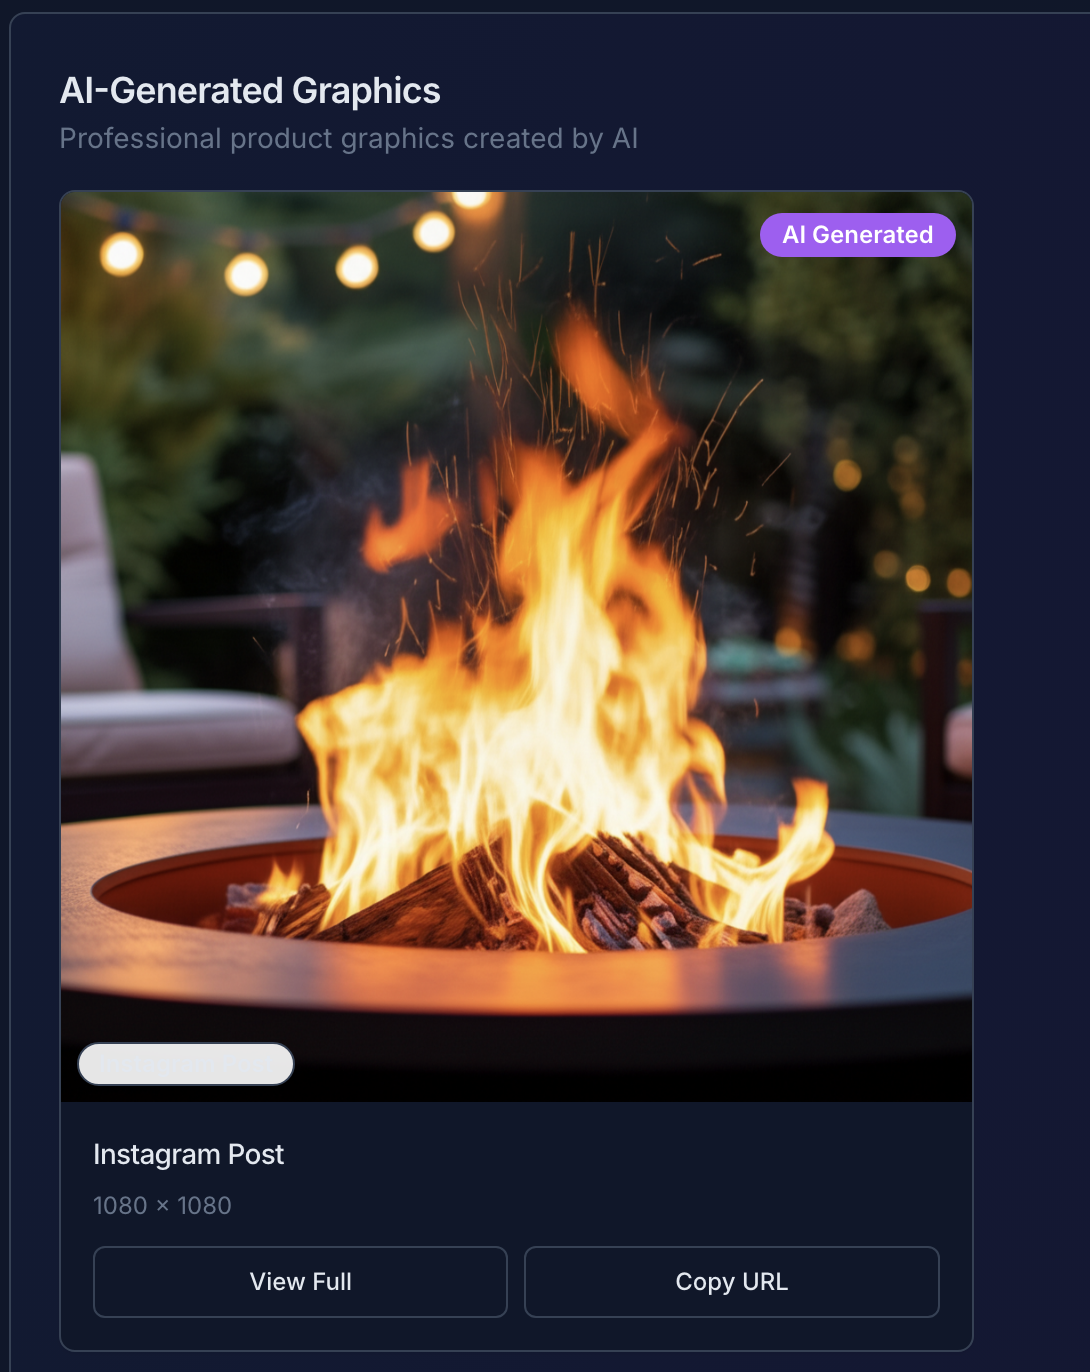 AI-Generated Graphics
Professional product graphics created by AI
AI Generated
Instagram Post
1080 × 1080
View Full
Copy URL